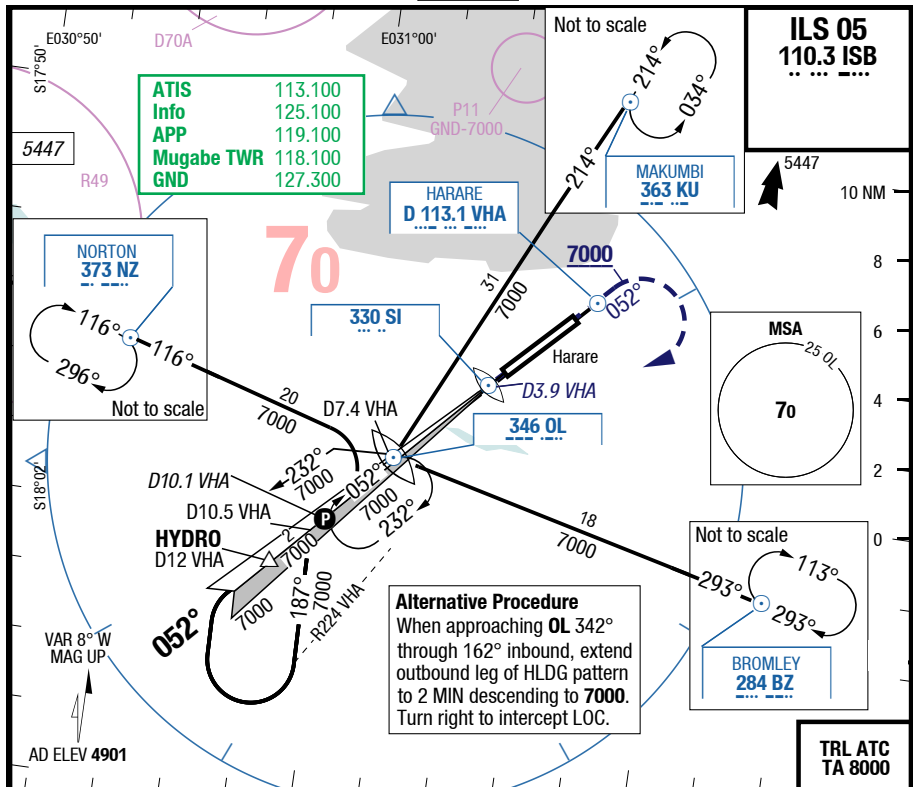 E030°50'
D70A
E031°00'
S17°50'
ATIS 113.100
Info 125.100
APP 119.100
Mugabe TWR 118.100
GND 127.300
P11
GND-7000
Not to scale
214°
034°
214°
MAKUMBI
363 KU
ILS 05
110.3 ISB
5447
5447
R49
10 NM
HARARE
D 113.1 VHA
NORTON
373 NZ
70
7000
8
31
7000
052°
330 SI
116°
116°
296°
Not to scale
20
7000
Harare
D3.9 VHA
6
MSA
25 OL
70
4
D7.4 VHA
346 OL
2
S18°02'
232°
7000
052°
D10.1 VHA
7000
232°
D10.5 VHA
P
HYDRO
D12 VHA
2
7000
7000
052°
187°
7000
R224 VHA
18
7000
0
Not to scale
113°
293°
293°
BROMLEY
284 BZ
Alternative Procedure
When approaching OL 342°
through 162° inbound, extend
outbound leg of HLDG pattern
to 2 MIN descending to 7000.
Turn right to intercept LOC.
VAR 8° W
MAG UP
AD ELEV 4901
TRL ATC
TA 8000